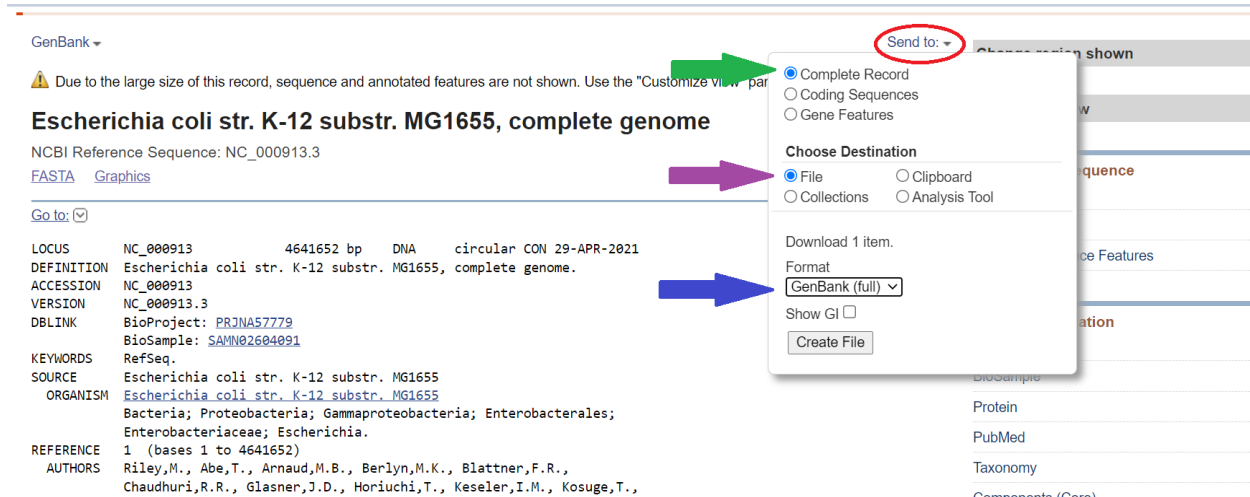 GenBank
Send to:
Due to the large size of this record, sequence and annotated features are not shown. Use the "Customize view" par
Escherichia coli str. K-12 substr. MG1655, complete genome
NCBI Reference Sequence: NC_000913.3
FASTA Graphics
Go to:
LOCUS NC_000913 4641652 bp DNA circular CON 29-APR-2021
DEFINITION Escherichia coli str. K-12 substr. MG1655, complete genome.
ACCESSION NC_000913
VERSION NC_000913.3
DBLINK BioProject: PRJNA57779
BioSample: SAMN02604091
KEYWORDS RefSeq.
SOURCE Escherichia coli str. K-12 substr. MG1655
ORGANISM Escherichia coli str. K-12 substr. MG1655
Bacteria; Proteobacteria; Gammaproteobacteria; Enterobacterales;
Enterobacteriaceae; Escherichia.
REFERENCE 1 (bases 1 to 4641652)
AUTHORS Riley,M., Abe,T., Arnaud,M.B., Berlyn,M.K., Blattner,F.R.,
Chaudhuri,R.R., Glasner,J.D., Horiuchi,T., Keseler,I.M., Kosuge,T.,
Complete Record
Coding Sequences
Gene Features
Choose Destination
File Clipboard
Collections Analysis Tool
Download 1 item.
Format
GenBank (full)
Show GI
Create File
Change region shown
w
equence
ce Features
ation
BioSample
Protein
PubMed
Taxonomy
Components (Core)